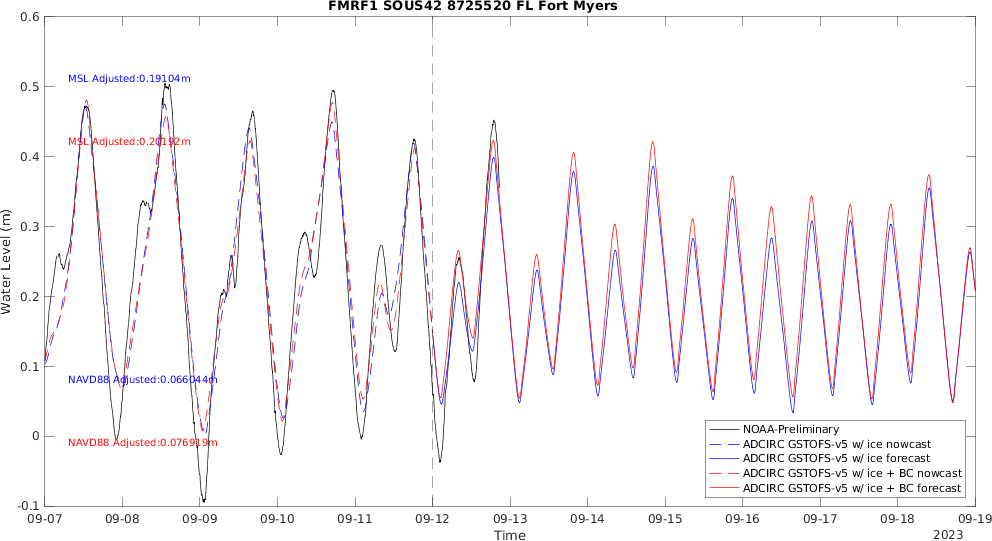 FMRF1 SOUS42 8725520 FL Fort Myers
0.6
0.5
0.4
0.3
0.2
0.1
0
-0.1
Water Level (m)
MSL Adjusted:0.19104m
MSL Adjusted:0.20192m
NAVD88 Adjusted:0.066044m
NAVD88 Adjusted:0.076919m
NOAA-Preliminary
ADCIRC GSTOFS-v5 w/ ice nowcast
ADCIRC GSTOFS-v5 w/ ice forecast
ADCIRC GSTOFS-v5 w/ ice + BC nowcast
ADCIRC GSTOFS-v5 w/ ice + BC forecast
09-07 09-08 09-09 09-10 09-11 09-12 09-13 09-14 09-15 09-16 09-17 09-18 09-19
Time
2023